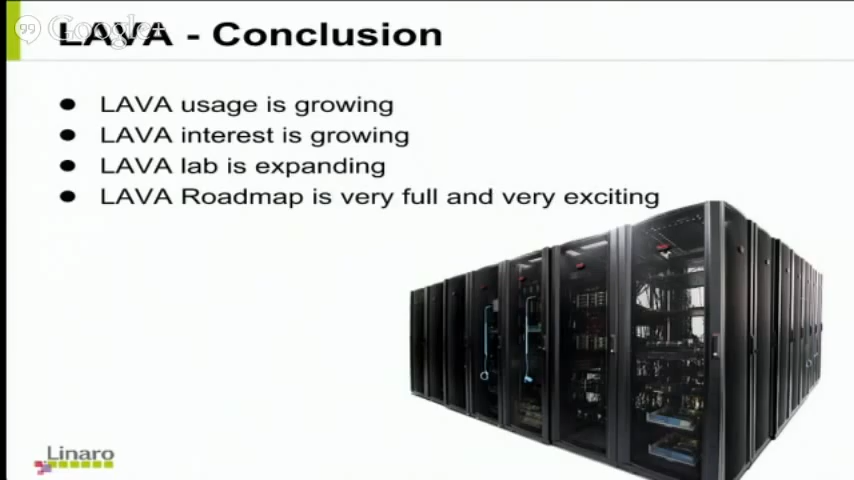 Google+
LAVA - Conclusion
LAVA usage is growing
LAVA interest is growing
LAVA lab is expanding
LAVA Roadmap is very full and very exciting
Linaro